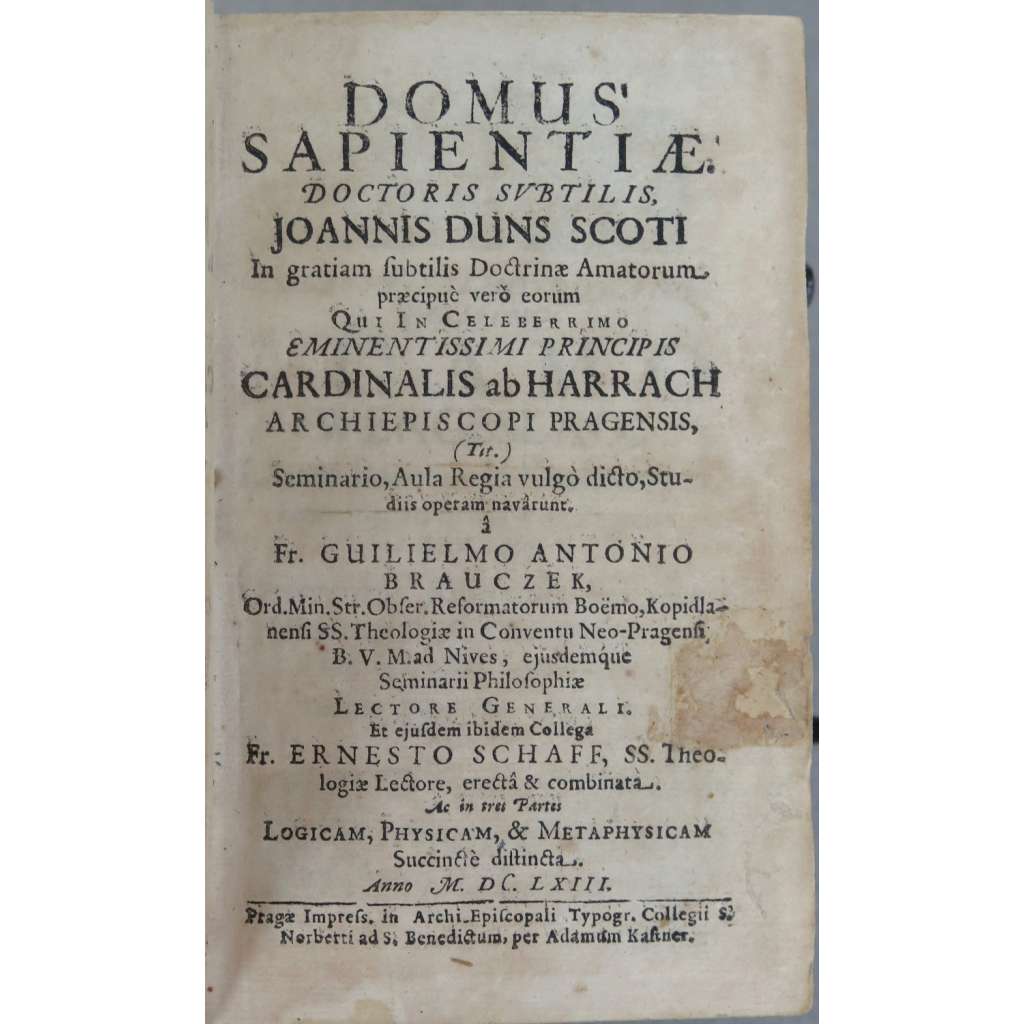 DOMUS
SAPIENTIÆ.
DOCTORIS SVBTILIS,
JOANNIS DUNS SCOTI
In gratiam ſubtilis Doctrinæ Amatorum
præcipuè verò eorum
QUI IN CELEBERRIMO
EMINENTISSIMI PRINCIPIS
CARDINALIS ab HARRACH
ARCHIEPISCOPI PRAGENSIS,
(Tit.)
Seminario, Aula Regia vulgò dicto, Stu-
diis operam navârunt.
â
Fr. GUILIELMO ANTONIO
BRAUCZEK,
Ord. Min. Str. Obſer. Reformatorum Boëmo, Kopidla-
nenſi SS. Theologiæ in Conventu Neo-Pragenſi,
B. V. M. ad Nives, ejusdemq́ue
Seminarii Philoſophiæ
LECTORE GENERALI.
Et ejuſdem ibidem Collega
Fr. ERNESTO SCHAFF, SS. Theo-
logiæ Lectore, erectâ & combinata.
Ac in tres Partes
LOGICAM, PHYSICAM, & METAPHYSICAM
Succinctè diſtincta.
Anno M. DC. LXIII.
Pragæ Impreſs. in Archi-Epiſcopali Typogr. Collegii S.
Norberti ad S. Benedictum, per Adamum Kaſtner.